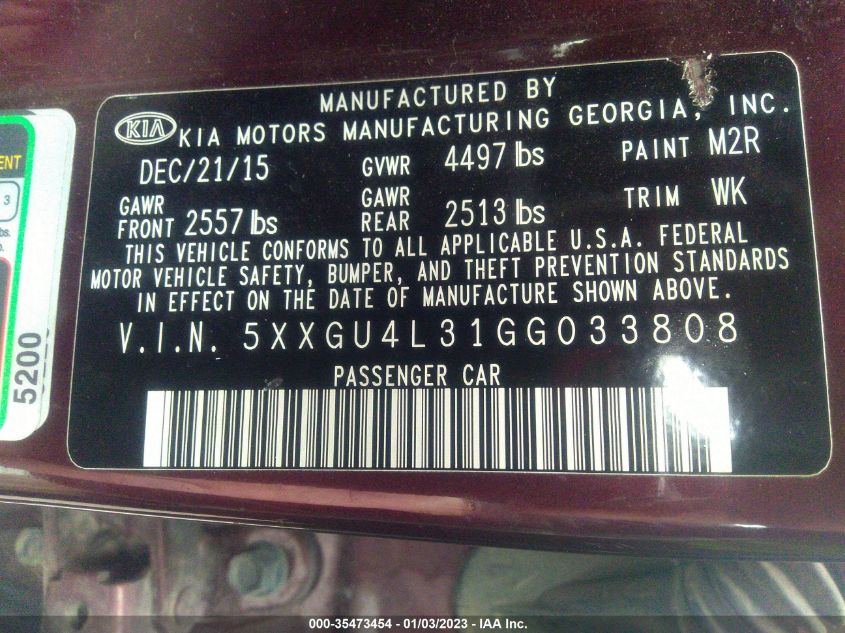 MANUFACTURED BY
KIA KIA MOTORS MANUFACTURING GEORGIA, INC.
DEC/21/15 GVWR 4497 lbs PAINT M2R
GAWR FRONT 2557 lbs GAWR REAR 2513 lbs TRIM WK
THIS VEHICLE CONFORMS TO ALL APPLICABLE U.S.A. FEDERAL
MOTOR VEHICLE SAFETY, BUMPER, AND THEFT PREVENTION STANDARDS
IN EFFECT ON THE DATE OF MANUFACTURE SHOWN ABOVE.
V.I.N. 5XXGU4L31GG033808
PASSENGER CAR
3
5200
000-35473454 - 01/03/2023 - IAA Inc.